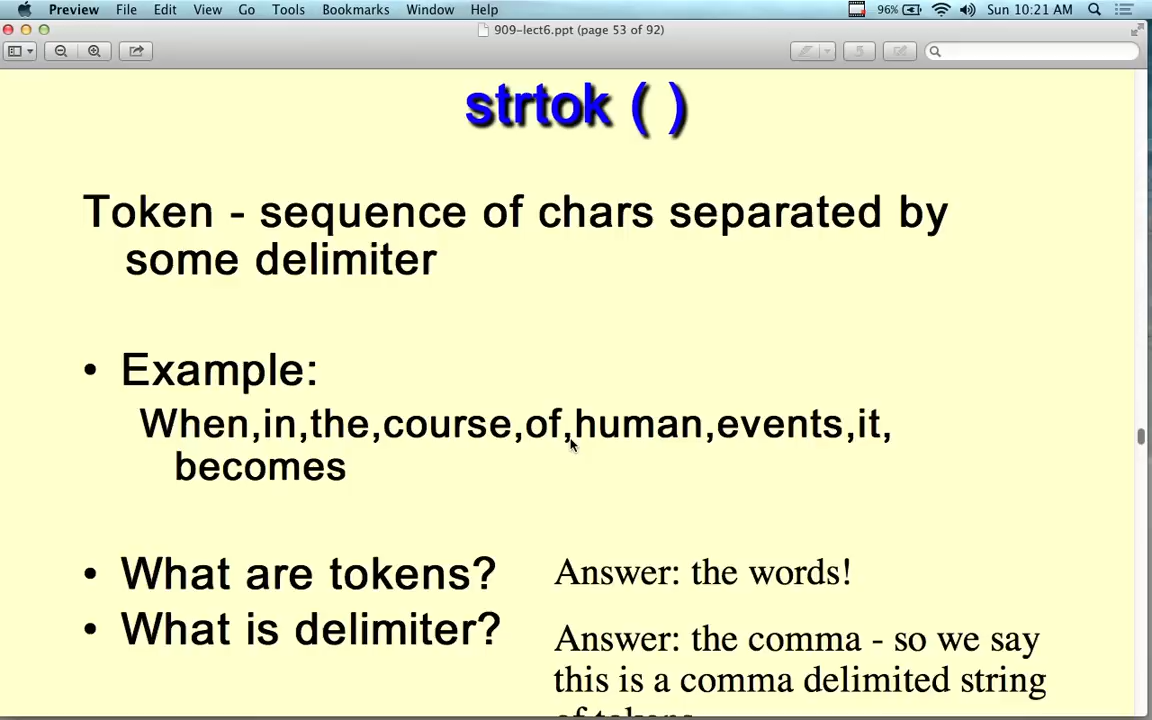 Preview File Edit View Go Tools Bookmarks Window Help 96% Sun 10:21 AM
909-lect6.ppt (page 53 of 92)
strtok ( )
Token - sequence of chars separated by
some delimiter
• Example:
When,in,the,course,of,human,events,it,
becomes
• What are tokens? Answer: the words!
• What is delimiter? Answer: the comma - so we say
this is a comma delimited string
of tokens